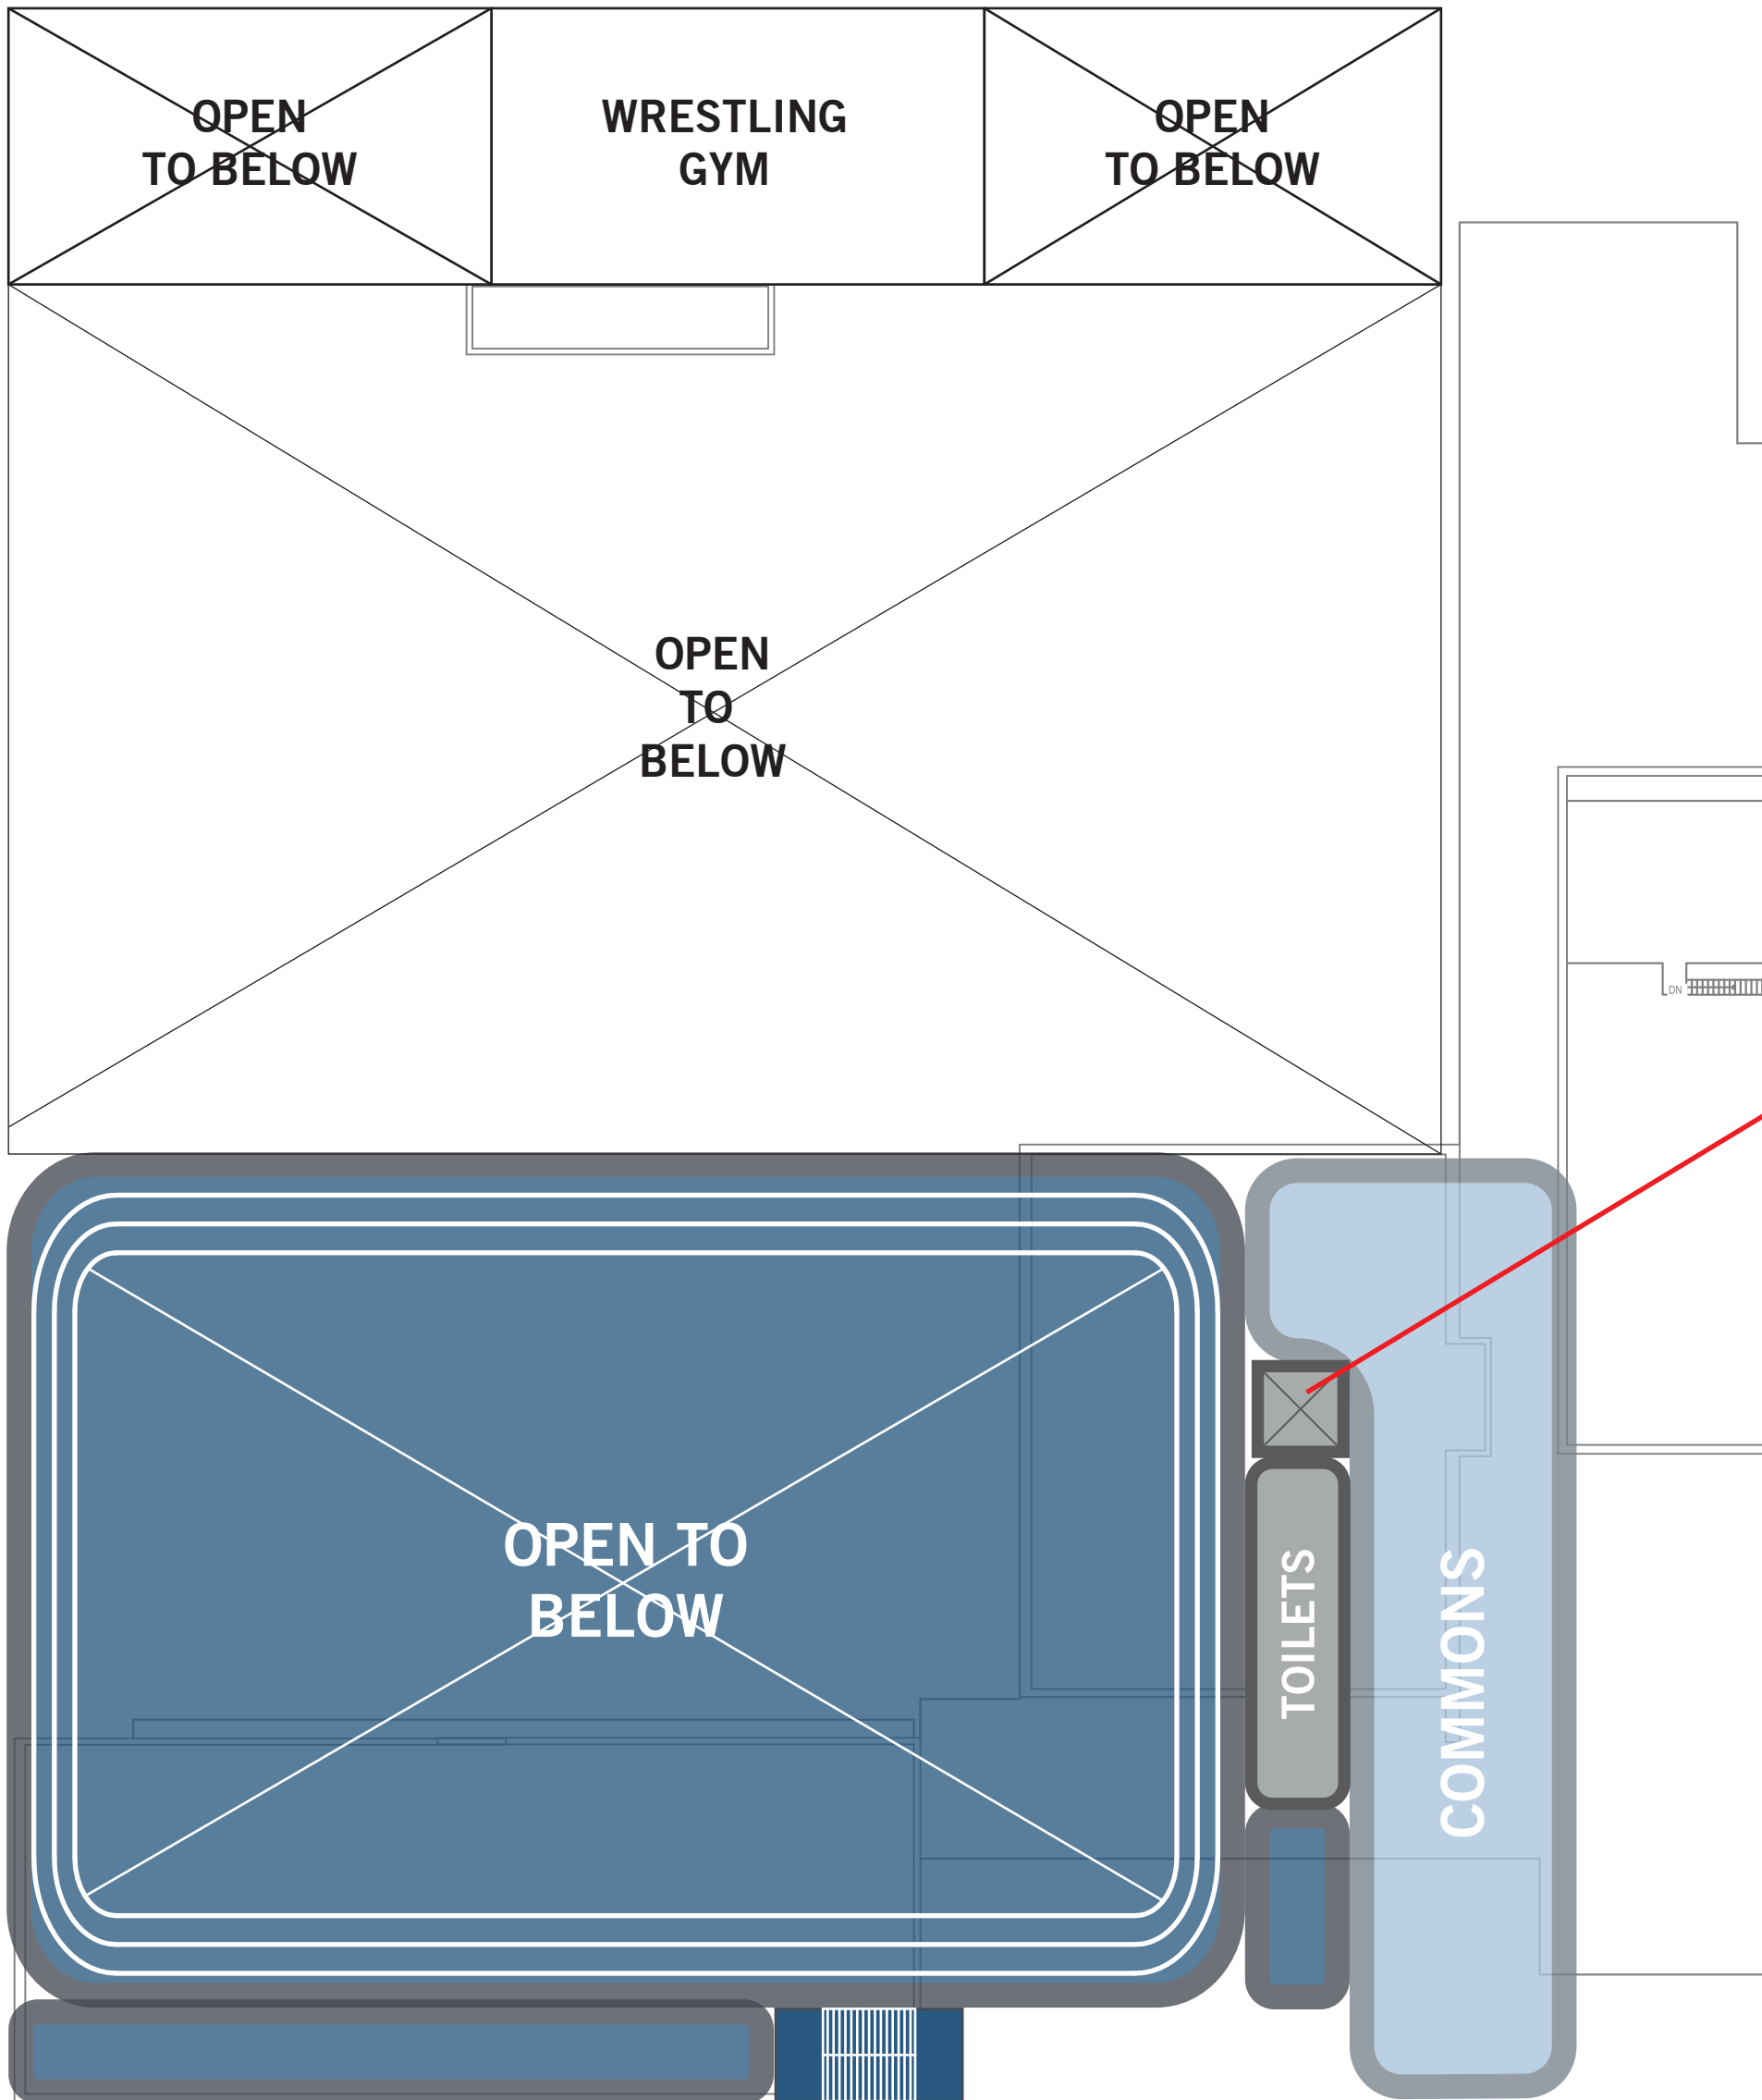 OPEN
TO BELOW
WRESTLING
GYM
OPEN
TO BELOW
OPEN
TO
BELOW
DN
OPEN TO
BELOW
TOILETS
COMMONS